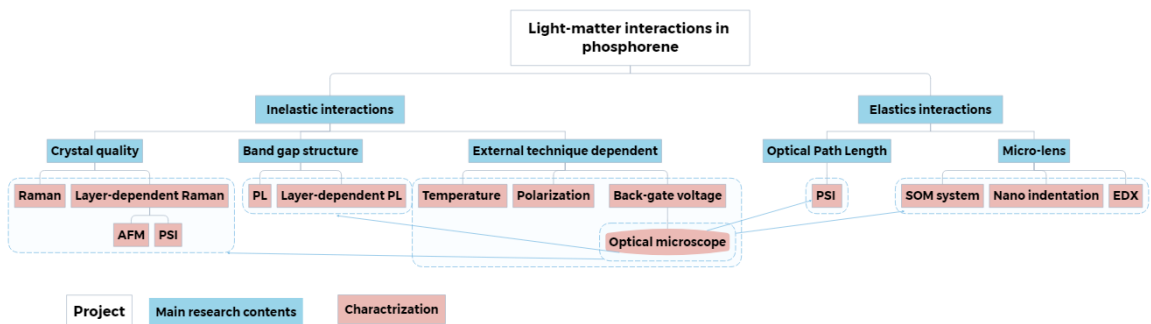 Light-matter interactions in
phosphorene
Inelastic interactions
Elastics interactions
Crystal quality
Band gap structure
External technique dependent
Optical Path Length
Micro-lens
Raman
Layer-dependent Raman
PL
Layer-dependent PL
Temperature
Polarization
Back-gate voltage
PSI
SOM system
Nano indentation
EDX
AFM
PSI
Optical microscope
Project
Main research contents
Charactrization